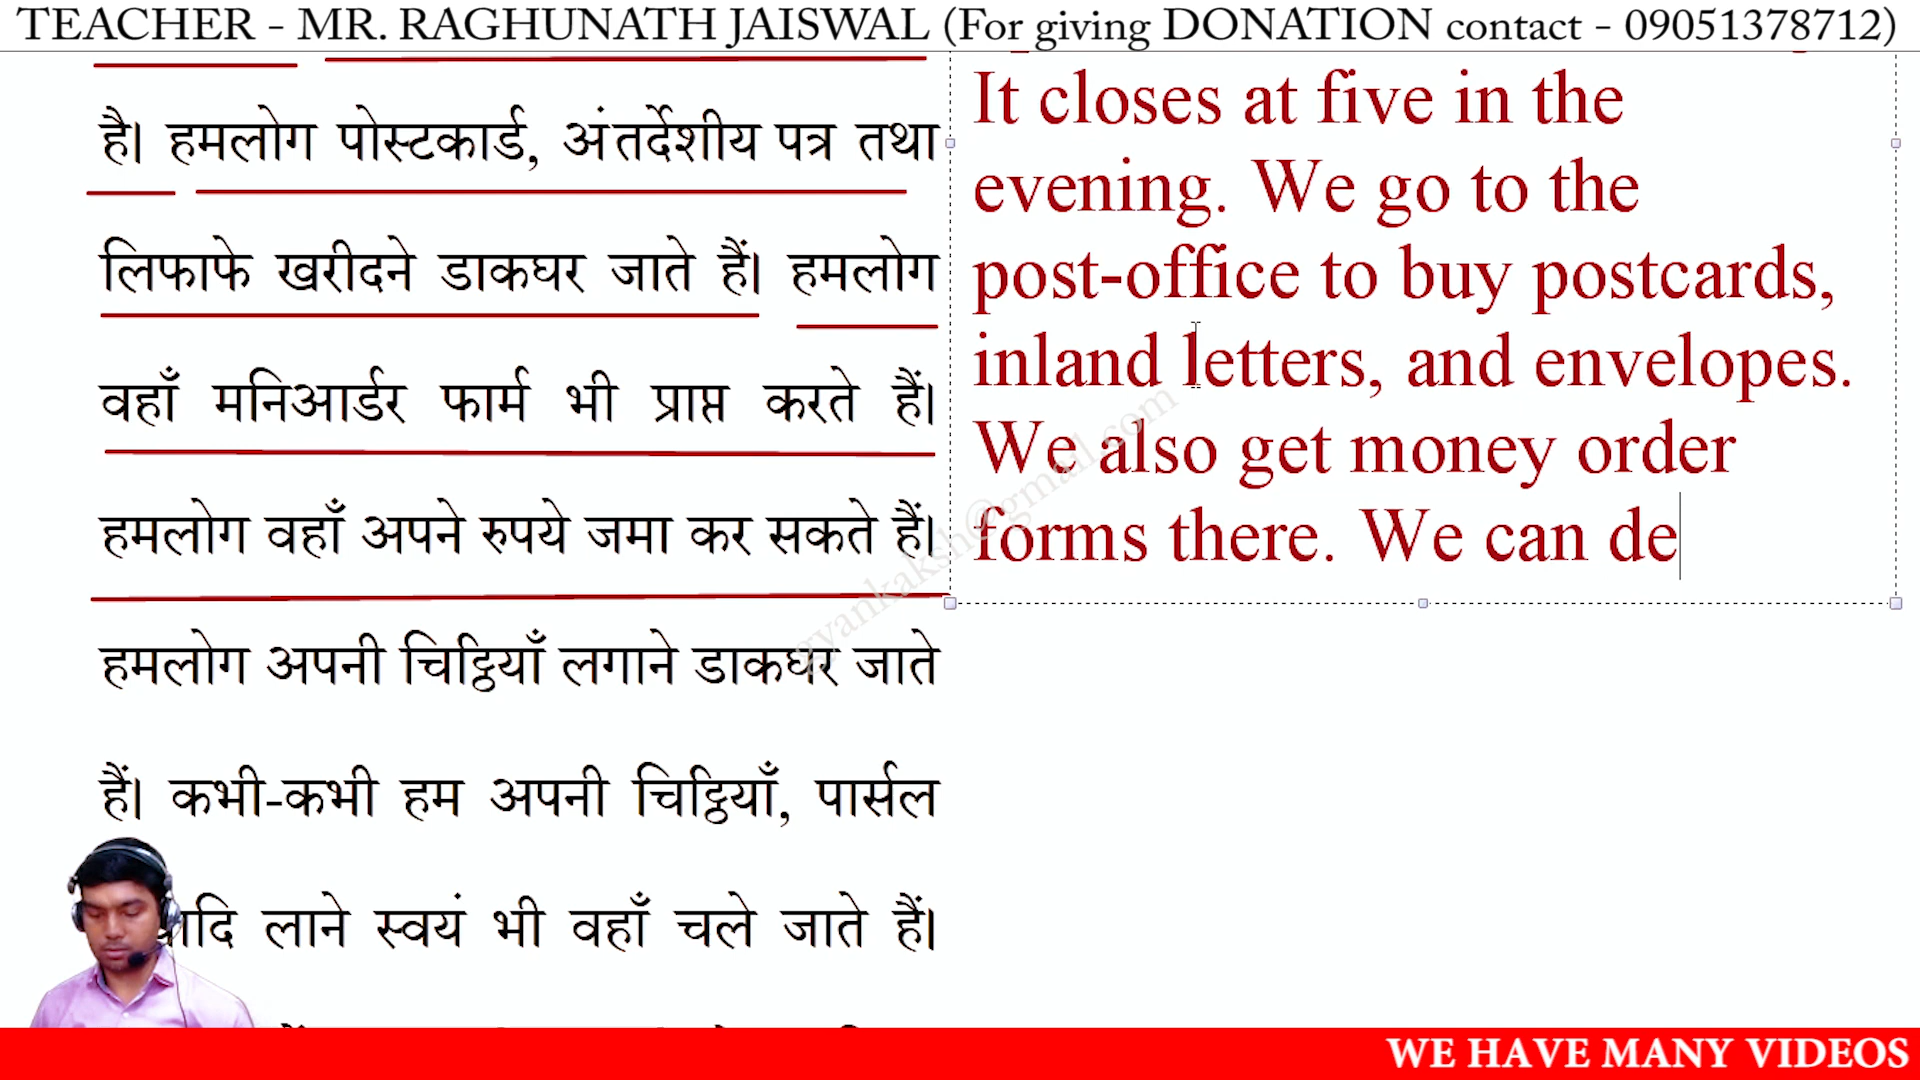 TEACHER - MR. RAGHUNATH JAISWAL (For giving DONATION contact - 09051378712)
है। हमलोग पोस्टकार्ड, अंतर्देशीय पत्र तथा
लिफाफे खरीदने डाकघर जाते हैं। हमलोग
वहाँ मनिआर्डर फार्म भी प्राप्त करते हैं।
हमलोग वहाँ अपने रुपये जमा कर सकते हैं।
हमलोग अपनी चिट्ठियाँ लगाने डाकघर जाते
हैं। कभी-कभी हम अपनी चिट्ठियाँ, पार्सल
लाने स्वयं भी वहाँ चले जाते हैं।
It closes at five in the
evening. We go to the
post-office to buy postcards,
inland letters, and envelopes.
We also get money order
forms there. We can de
gyankaksh@gmail.com
WE HAVE MANY VIDEOS